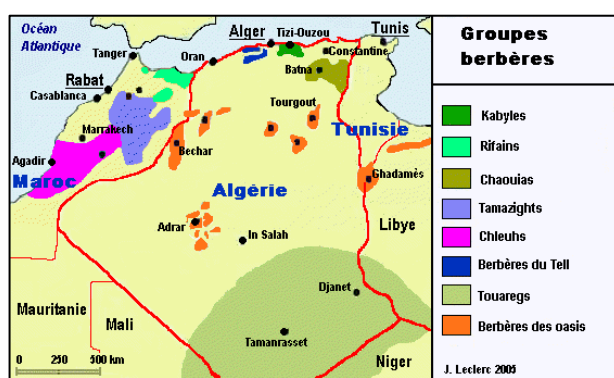 Océan
Atlantique
Tanger
Rabat
Casablanca
Marrakech
Agadir
Maroc
Oran
Alger
Tizi-Ouzou
Constantine
Batna
Tunis
Tourgout
Tunisie
Bechar
Ghadamès
Algérie
Adrar
In Salah
Libye
Djanet
Mauritanie
Mali
Tamanrasset
Niger
0 250 500 km
Groupes
berbères
Kabyles
Rifains
Chaouias
Tamazights
Chleuhs
Berbères du Tell
Touaregs
Berbères des oasis
J. Leclerc 2005